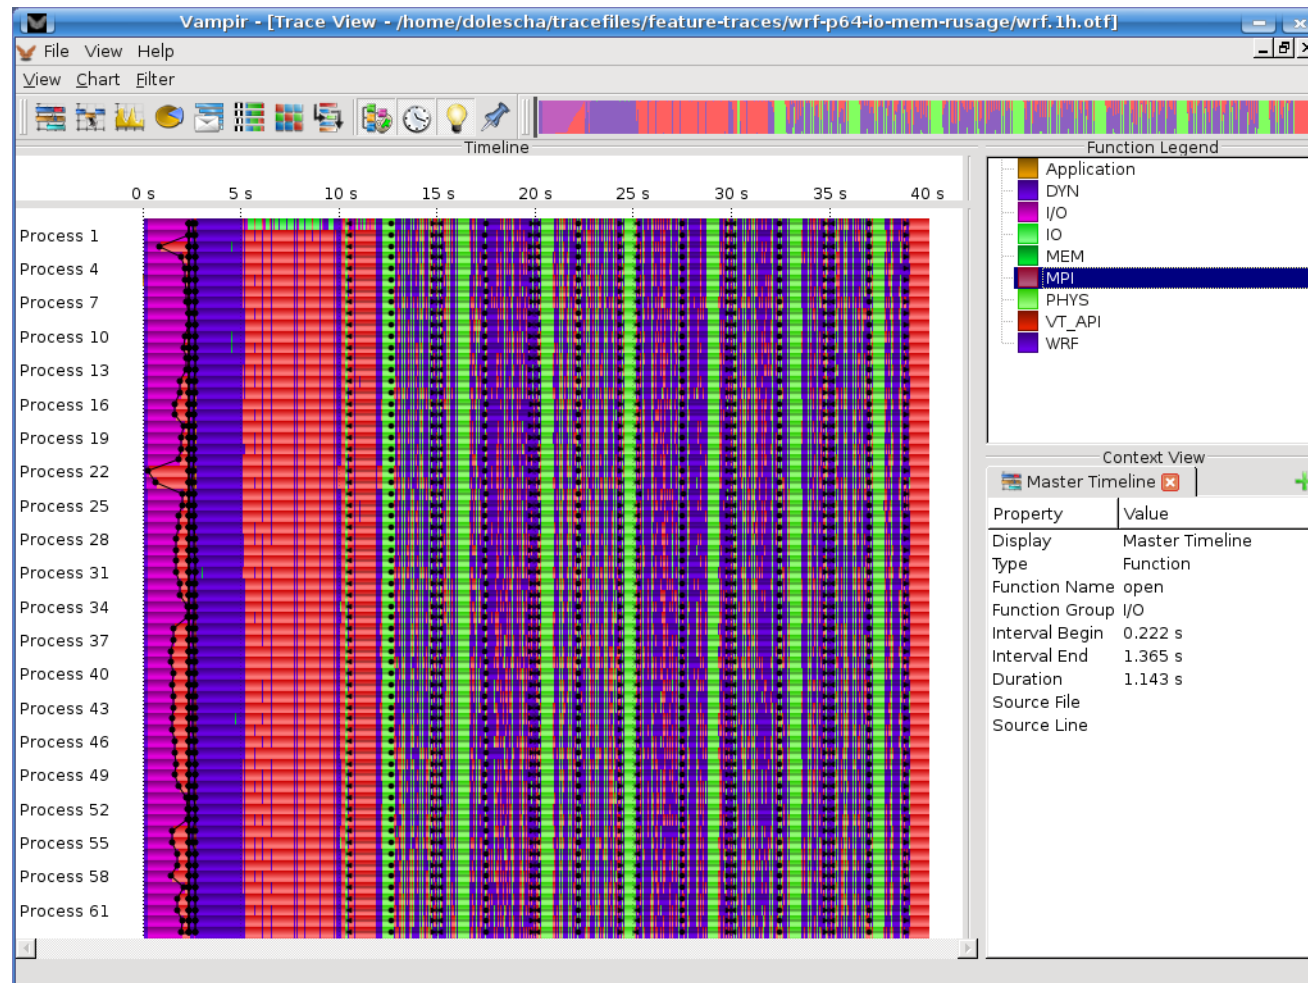 Vampir - [Trace View - /home/dolescha/tracefiles/feature-traces/wrf-p64-io-mem-rusage/wrf.1h.otf]
File View Help
View Chart Filter
Timeline
0 s 5 s 10 s 15 s 20 s 25 s 30 s 35 s 40 s
Process 1
Process 4
Process 7
Process 10
Process 13
Process 16
Process 19
Process 22
Process 25
Process 28
Process 31
Process 34
Process 37
Process 40
Process 43
Process 46
Process 49
Process 52
Process 55
Process 58
Process 61
Function Legend
Application
DYN
I/O
IO
MEM
MPI
PHYS
VT_API
WRF
Context View
Master Timeline
Property Value
Display Master Timeline
Type Function
Function Name open
Function Group I/O
Interval Begin 0.222 s
Interval End 1.365 s
Duration 1.143 s
Source File
Source Line